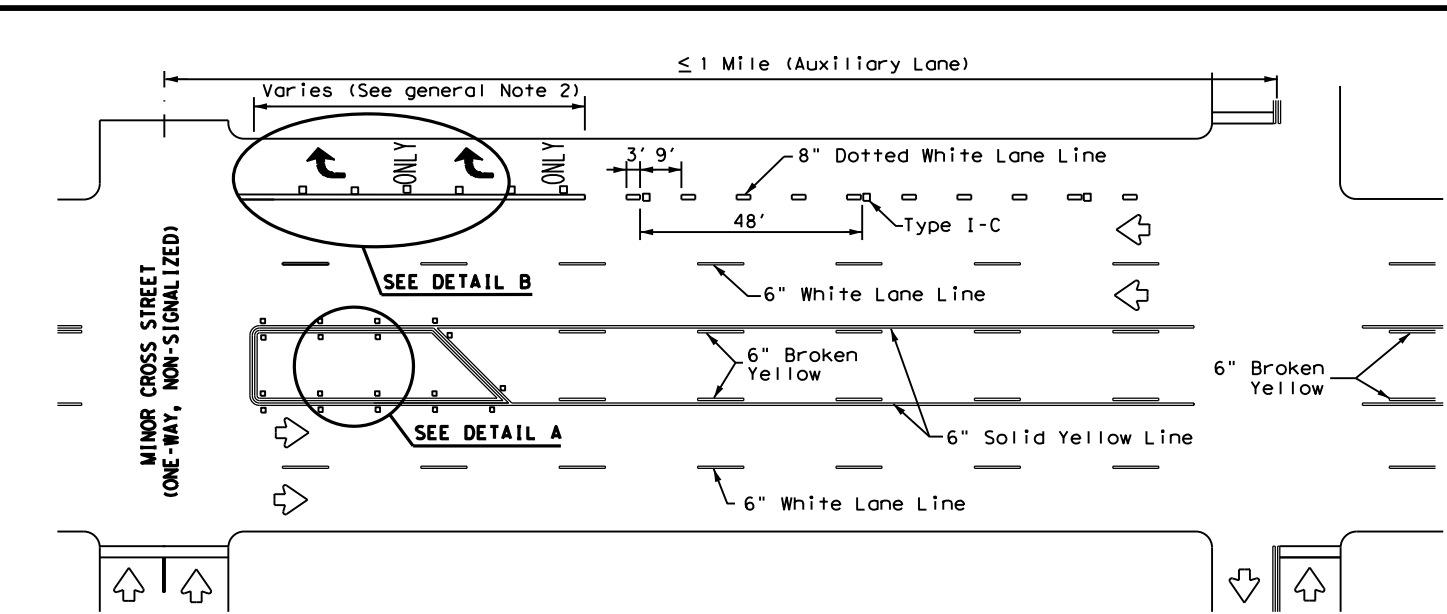 ≤ 1 Mile (Auxiliary Lane)
Varies (See general Note 2)
ONLY
ONLY
3' 9'
8" Dotted White Lane Line
48'
Type I-C
SEE DETAIL B
6" White Lane Line
MINOR CROSS STREET
(ONE-WAY, NON-SIGNALIZED)
6" Broken
Yellow
6" Broken
Yellow
SEE DETAIL A
6" Solid Yellow Line
6" White Lane Line